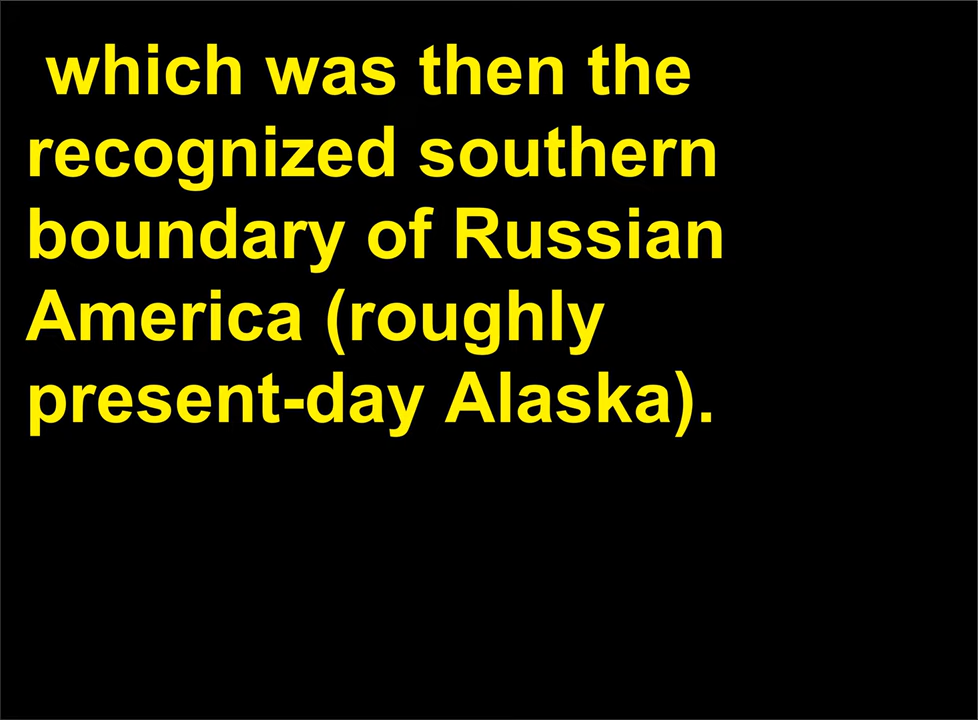 which was then the
recognized southern
boundary of Russian
America (roughly
present-day Alaska).